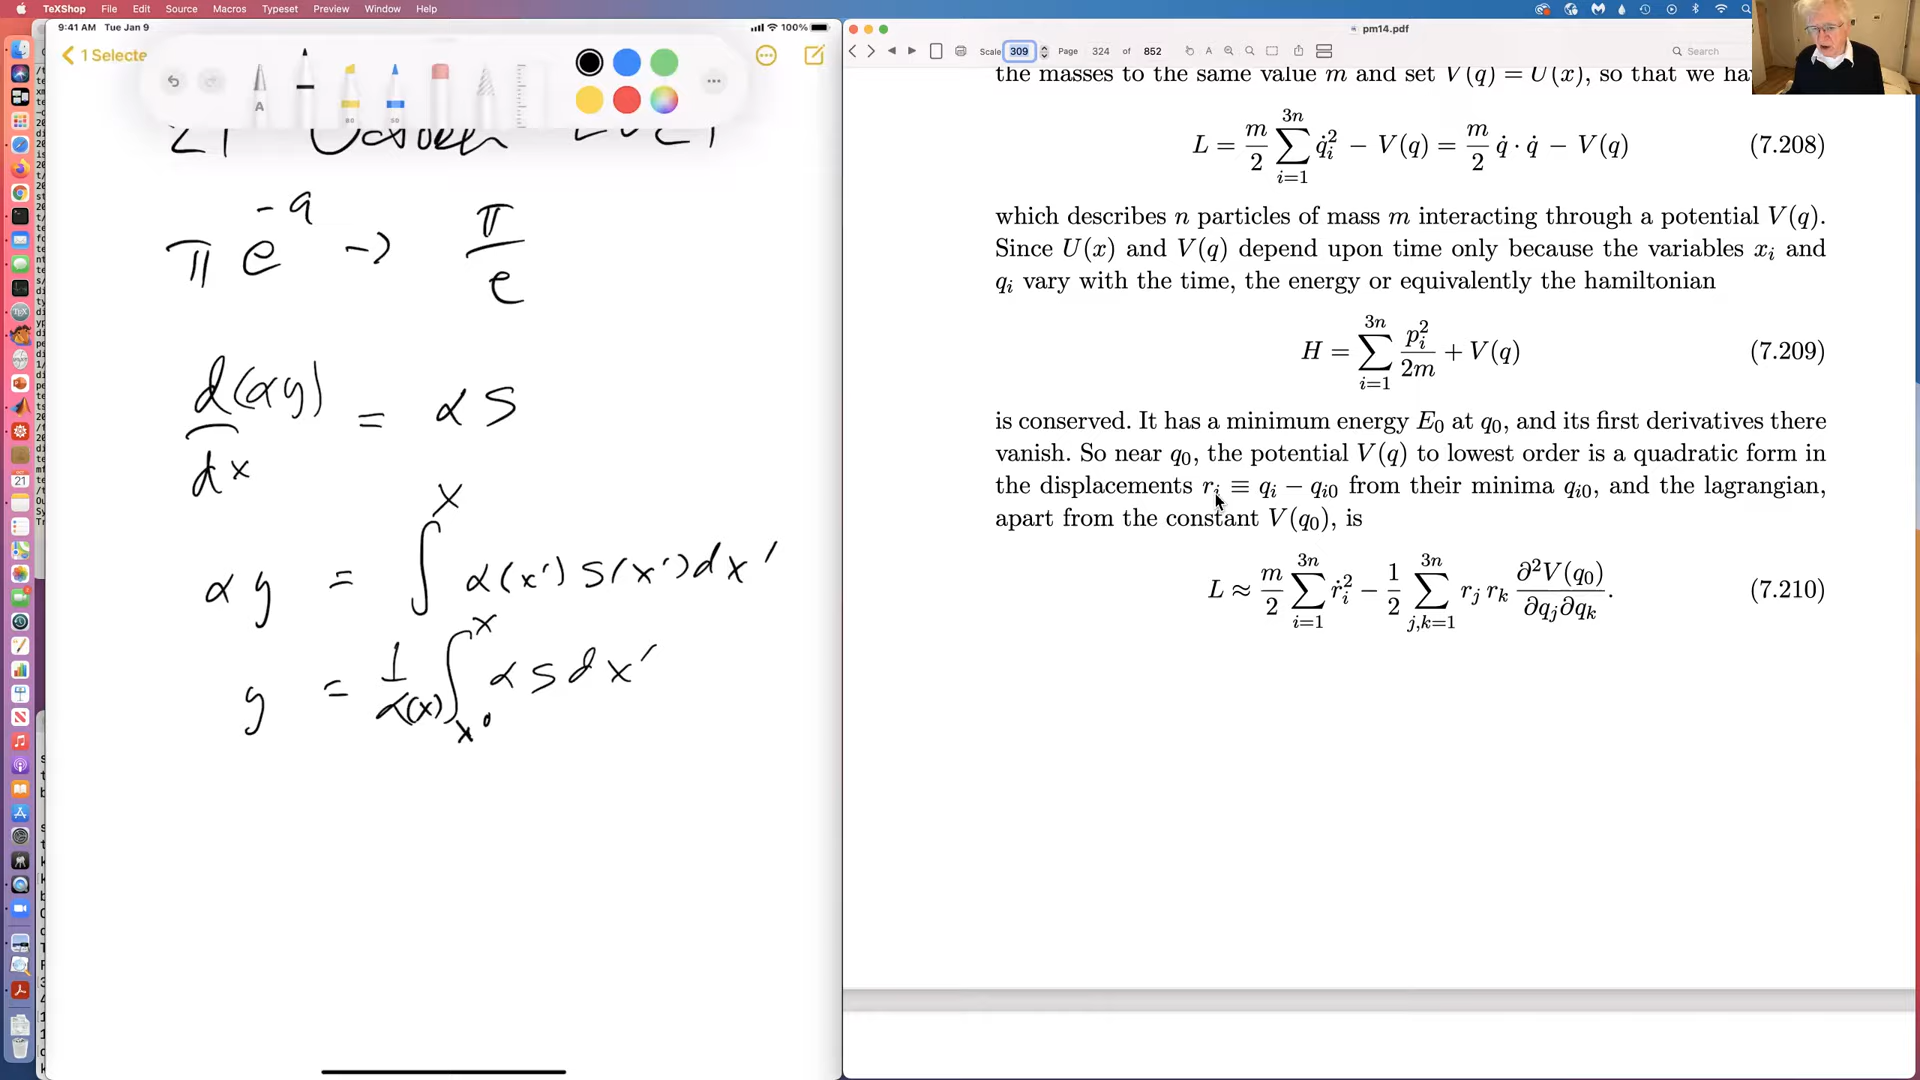 TeXShop File Edit Source Macros Typeset Preview Window Help
9:41 AM Tue Jan 9
100%
1 Selecte
A
80
50
21 October 2021
π e^{-a} → π/e
d(αy)/dx = α s
α y = ∫^x α(x′) s(x′) dx′
y = 1/α(x) ∫_{x_0}^x α s dx′
pm14.pdf
Scale 309 Page 324 of 852
A
Search
the masses to the same value m and set V(q) = U(x), so that we ha
L = m/2 ∑_{i=1}^{3n} q̇_i^2 − V(q) = m/2 q̇ · q̇ − V(q) (7.208)
which describes n particles of mass m interacting through a potential V(q).
Since U(x) and V(q) depend upon time only because the variables x_i and
q_i vary with the time, the energy or equivalently the hamiltonian
H = ∑_{i=1}^{3n} p_i^2/2m + V(q) (7.209)
is conserved. It has a minimum energy E_0 at q_0, and its first derivatives there
vanish. So near q_0, the potential V(q) to lowest order is a quadratic form in
the displacements r_i ≡ q_i − q_{i0} from their minima q_{i0}, and the lagrangian,
apart from the constant V(q_0), is
L ≈ m/2 ∑_{i=1}^{3n} ṙ_i^2 − 1/2 ∑_{j,k=1}^{3n} r_j r_k ∂^2V(q_0)/∂q_j∂q_k. (7.210)